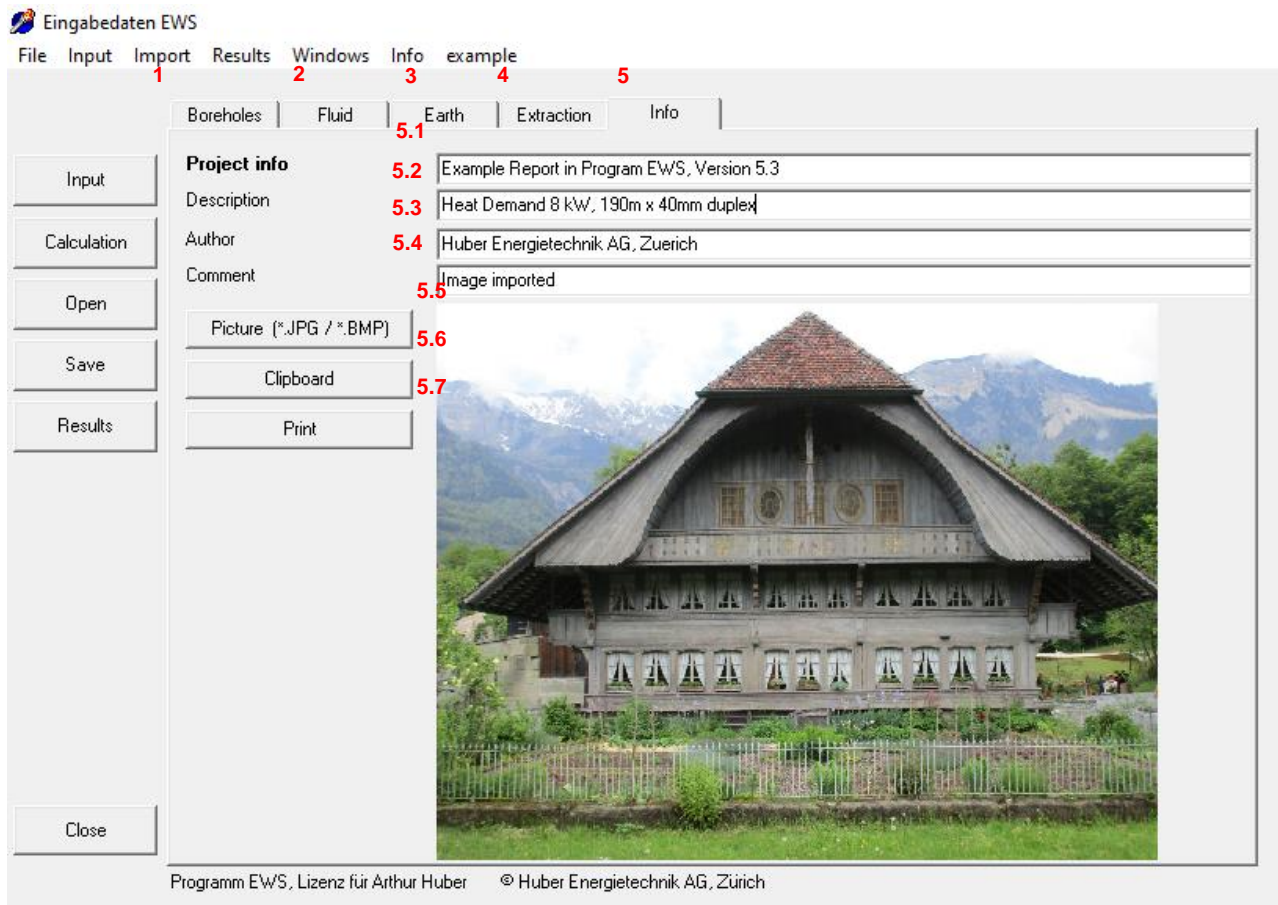 Eingabedaten EWS
File Input Import Results Windows Info example
1 2 3 4 5
Boreholes Fluid Earth Extraction Info
5.1
Project info 5.2 Example Report in Program EWS, Version 5.3
Input
Description 5.3 Heat Demand 8 kW, 190m x 40mm duplex
Calculation
Author 5.4 Huber Energietechnik AG, Zuerich
Comment 5.5 Image imported
Open
Picture (*.JPG / *.BMP) 5.6
Save
Clipboard 5.7
Results
Print
Close
Programm EWS, Lizenz für Arthur Huber © Huber Energietechnik AG, Zürich